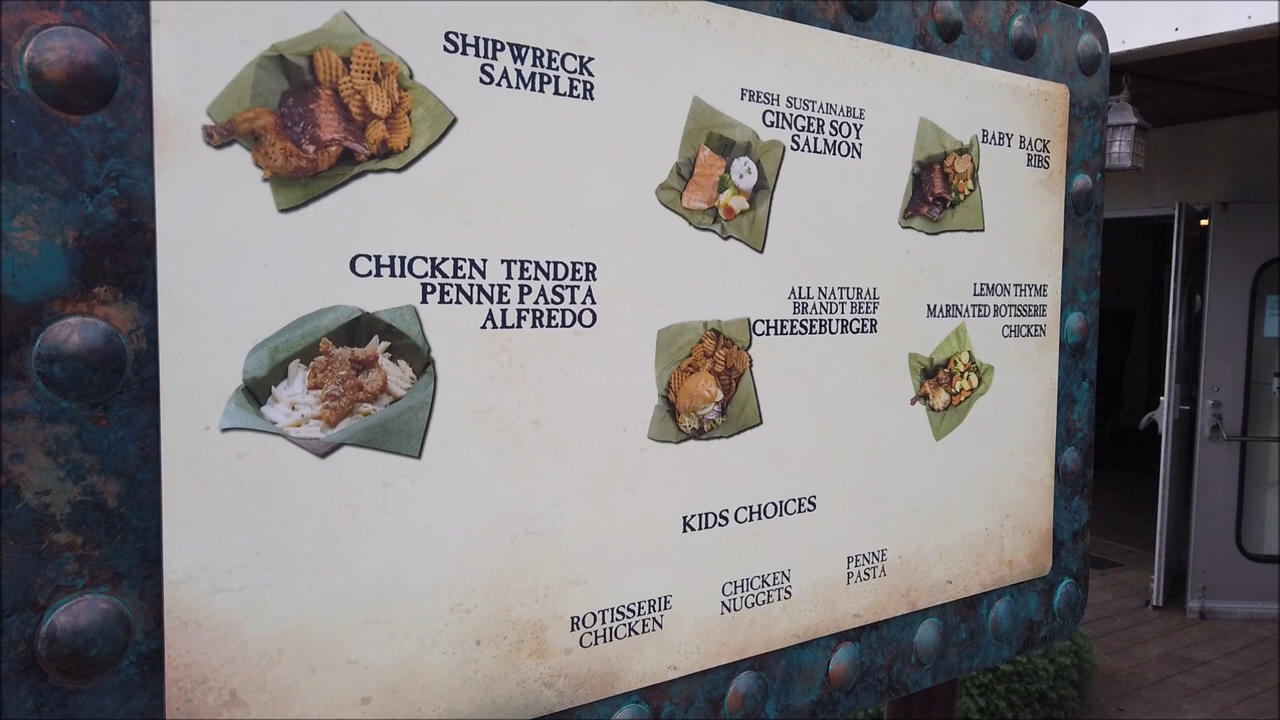 SHIPWRECK
SAMPLER
FRESH SUSTAINABLE
GINGER SOY
SALMON
BABY BACK
RIBS
CHICKEN TENDER
PENNE PASTA
ALFREDO
ALL NATURAL
BRANDT BEEF
CHEESEBURGER
LEMON THYME
MARINATED ROTISSERIE
CHICKEN
KIDS CHOICES
ROTISSERIE
CHICKEN
CHICKEN
NUGGETS
PENNE
PASTA